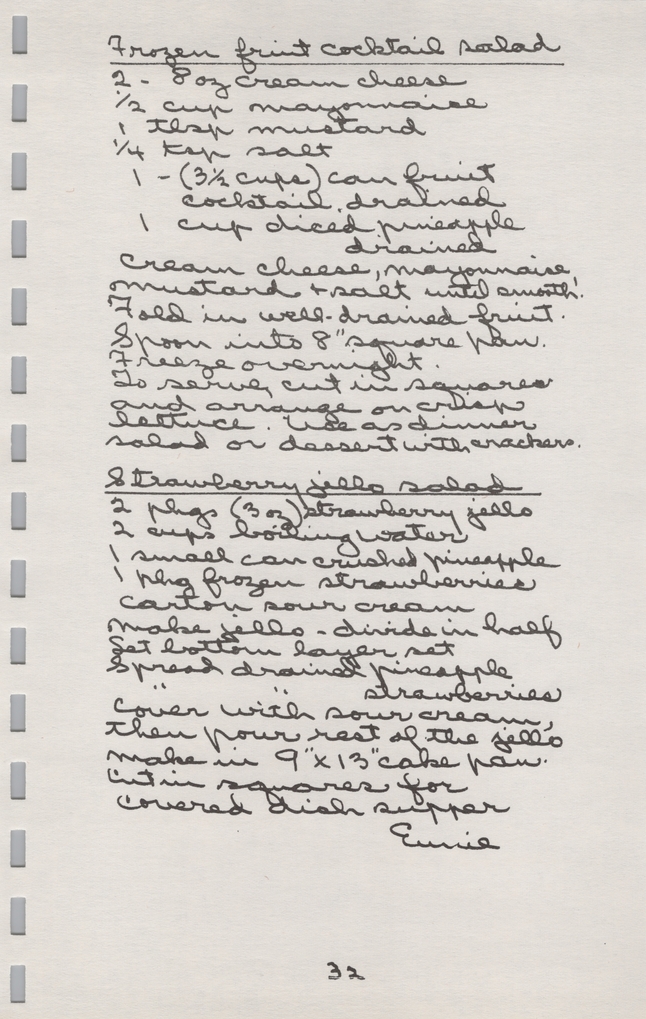 Frozen fruit cocktail salad
2 - 8 oz cream cheese
1/2 cup mayonnaise
1 tbsp mustard
1/4 tsp salt
1 - (3 1/2 cups) can fruit
cocktail, drained
1 cup diced pineapple
drained
Cream cheese, mayonnaise,
mustard + salt until smooth.
Fold in well-drained fruit.
Spoon into 8" square pan.
Freeze overnight.
To serve, cut in squares
and arrange on crisp
lettuce. Use as dinner
salad or dessert with crackers.
Strawberry jello salad
2 pkgs (3 oz) strawberry jello
2 cups boiling water
1 small can crushed pineapple
1 pkg frozen strawberries
carton sour cream
make jello - divide in half
Let bottom layer set
Spread drained pineapple
" " strawberries
cover with sour cream,
then pour rest of the jello
make in 9" x 13" cake pan.
Cut in squares for
covered dish supper
Eunie
32